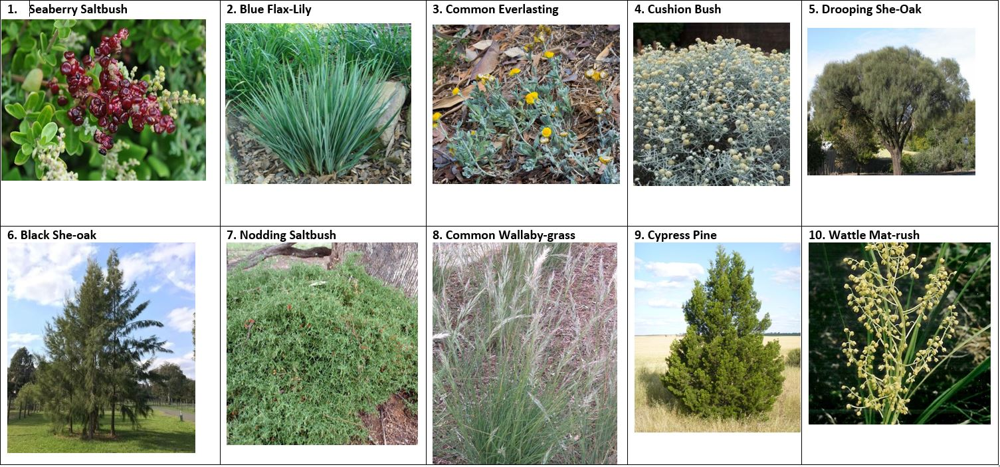 1. Seaberry Saltbush
2. Blue Flax-Lily
3. Common Everlasting
4. Cushion Bush
5. Drooping She-Oak
6. Black She-oak
7. Nodding Saltbush
8. Common Wallaby-grass
9. Cypress Pine
10. Wattle Mat-rush